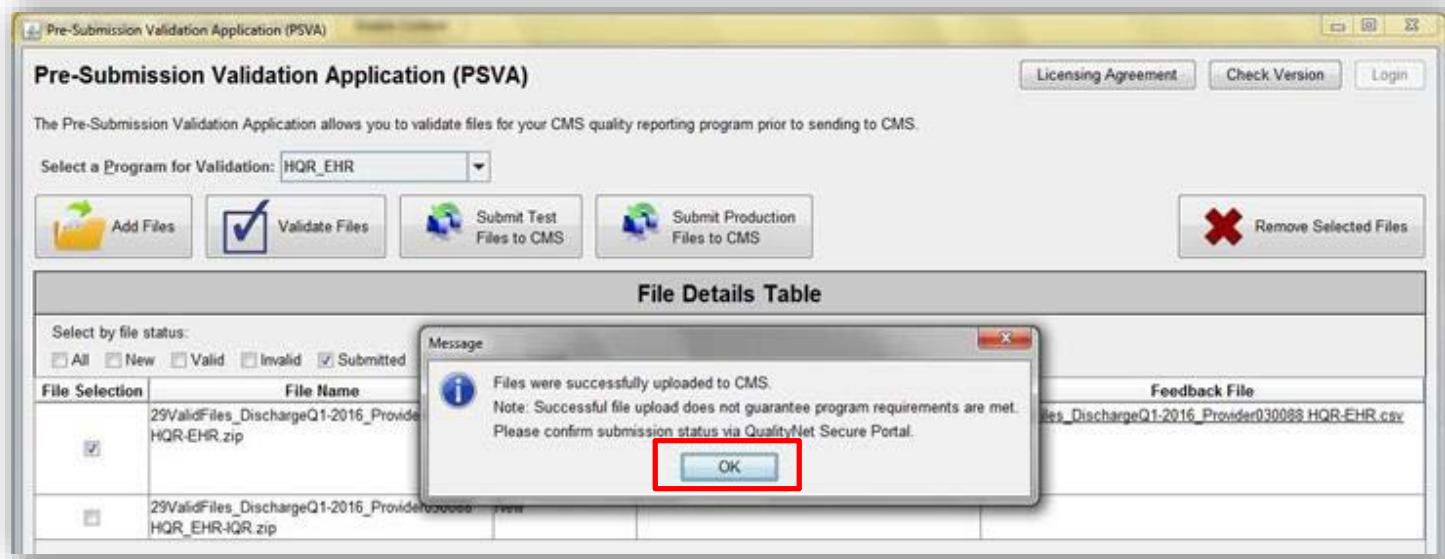 Pre-Submission Validation Application (PSVA)
Pre-Submission Validation Application (PSVA)
Licensing Agreement
Check Version
Login
The Pre-Submission Validation Application allows you to validate files for your CMS quality reporting program prior to sending to CMS.
Select a Program for Validation: HQR_EHR
Add Files
Validate Files
Submit Test
Files to CMS
Submit Production
Files to CMS
Remove Selected Files
File Details Table
Select by file status:
All New Valid Invalid Submitted
Message
Files were successfully uploaded to CMS.
Note: Successful file upload does not guarantee program requirements are met.
Please confirm submission status via QualityNet Secure Portal.
OK
File Selection File Name Feedback File
29ValidFiles_DischargeQ1-2016_Provide
HQR-EHR.zip
les_DischargeQ1-2016_Provider030088 HQR-EHR.csv
29ValidFiles_DischargeQ1-2016_Provider030088 New
HQR_EHR-IQR.zip